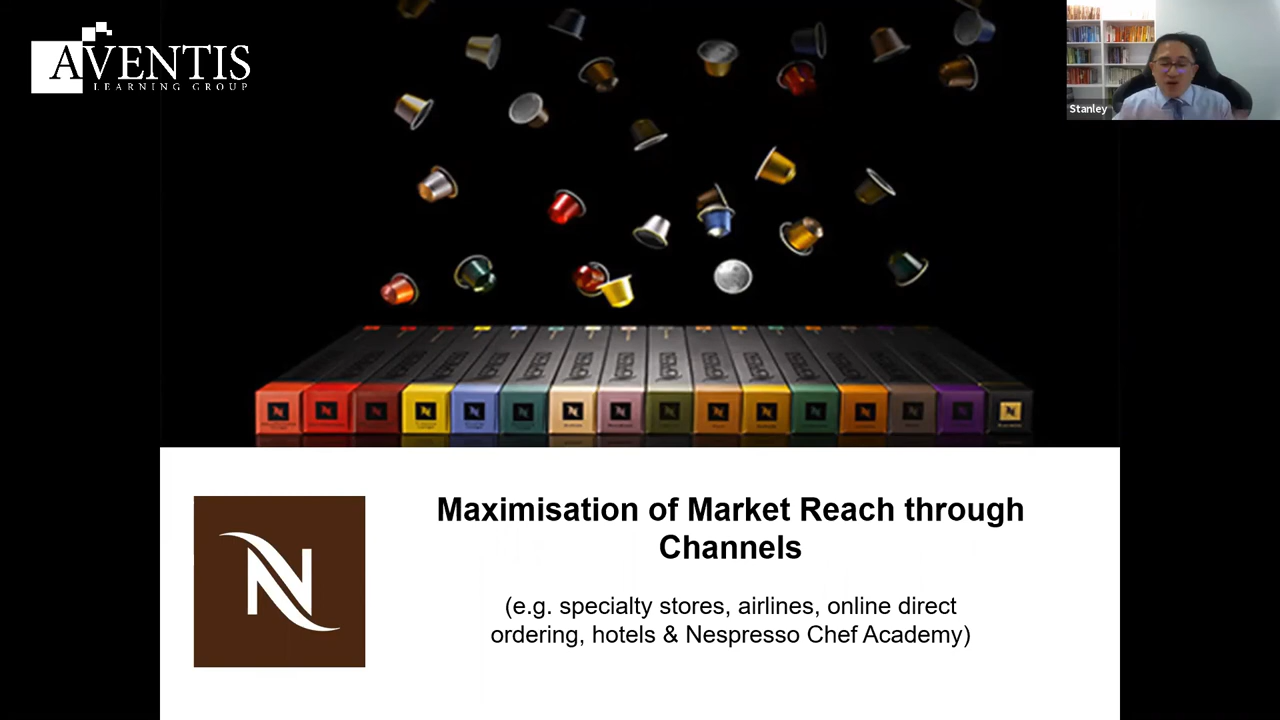 AVENTIS
LEARNING GROUP
Stanley
Maximisation of Market Reach through
Channels
(e.g. specialty stores, airlines, online direct
ordering, hotels & Nespresso Chef Academy)